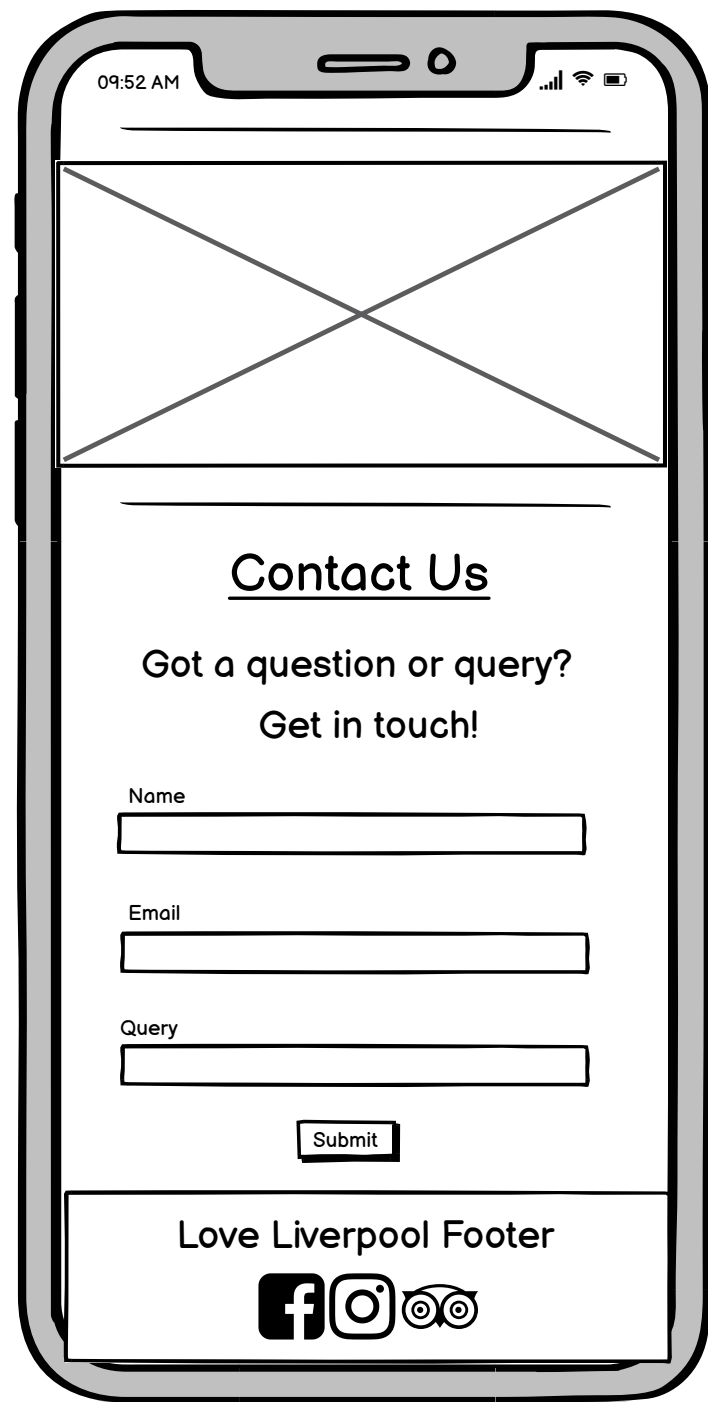 09:52 AM
Contact Us
Got a question or query?
Get in touch!
Name
Email
Query
Submit
Love Liverpool Footer